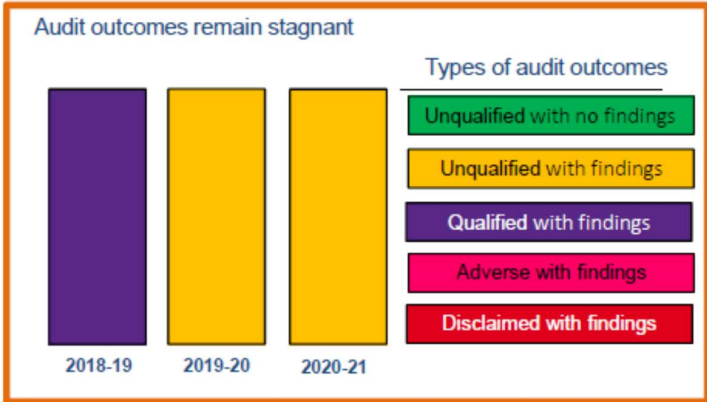 Audit outcomes remain stagnant
Types of audit outcomes
Unqualified with no findings
Unqualified with findings
Qualified with findings
Adverse with findings
Disclaimed with findings
2018-19 2019-20 2020-21